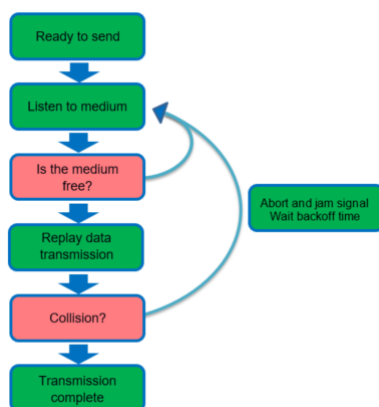 Ready to send
Listen to medium
Is the medium
free?
Abort and jam signal
Wait backoff time
Replay data
transmission
Collision?
Transmission
complete